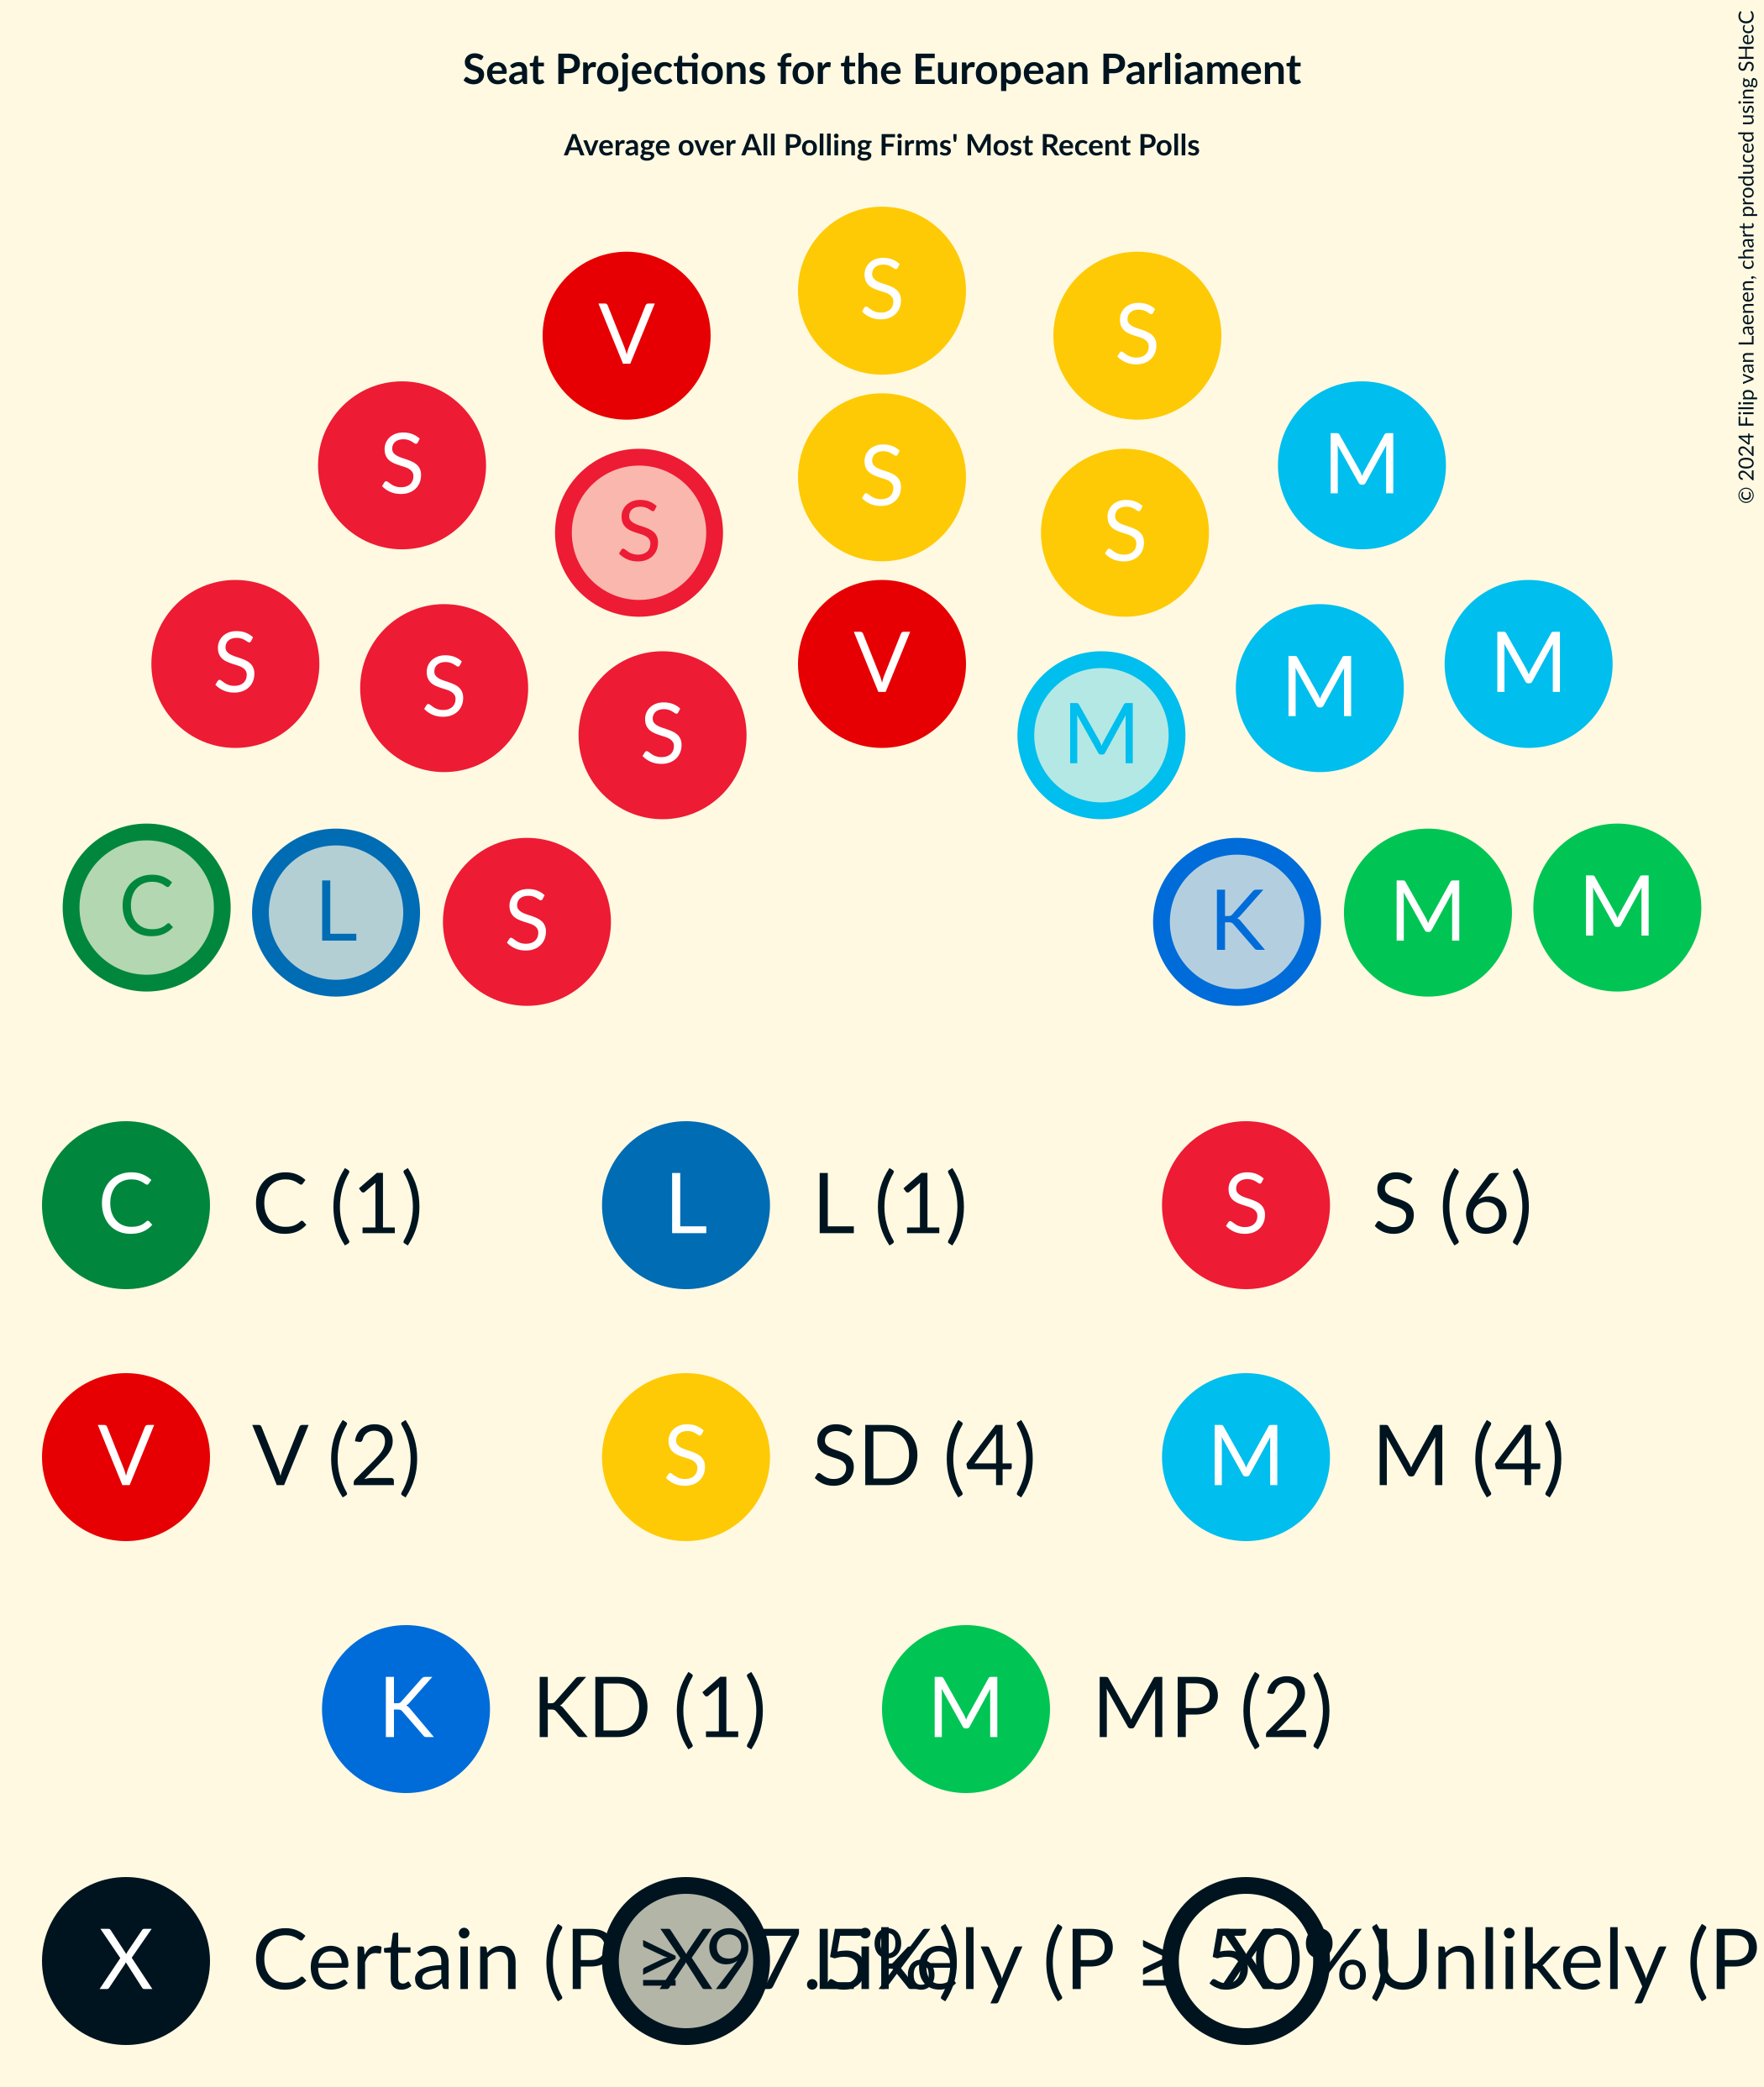 Seat Projections for the European Parliament
Average over All Polling Firms' Most Recent Polls
© 2024 Filip van Laenen, chart produced using SHecC
S
V S
S M
S
S S
S S M M
S V M
C L S K M M
C C (1) L L (1) S S (6)
V V (2) S SD (4) M M (4)
K KD (1) M MP (2)
X Certain (P ≥ 97.5%) X Likely (P ≥ 50%) X Unlikely (P